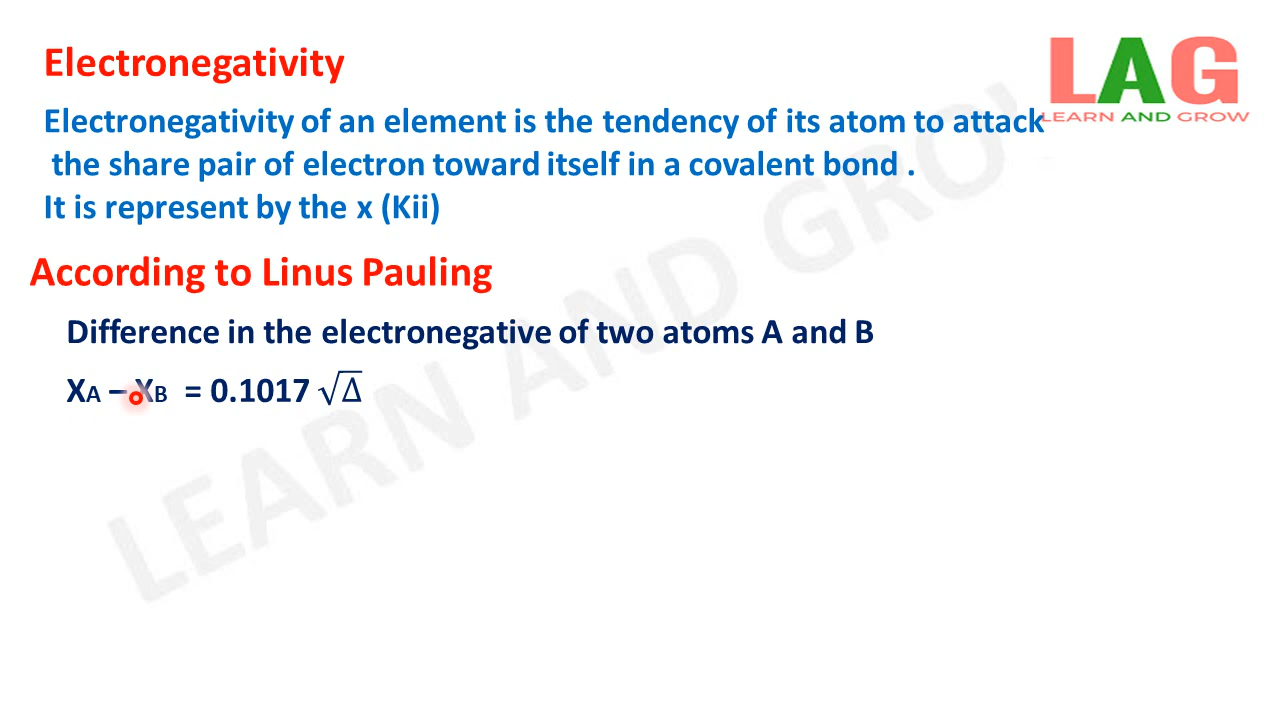 Electronegativity
LAG
LEARN AND GROW
Electronegativity of an element is the tendency of its atom to attack
the share pair of electron toward itself in a covalent bond .
It is represent by the x (Kii)
According to Linus Pauling
Difference in the electronegative of two atoms A and B
XA – XB = 0.1017 √Δ
LEARN AND GRO'